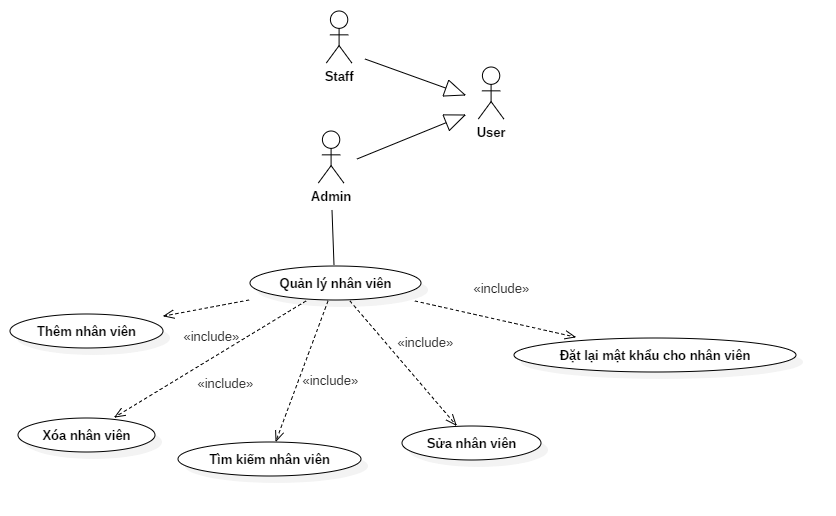 Staff
User
Admin
Quản lý nhân viên
«include»
Thêm nhân viên
«include»
«include»
Đặt lại mật khẩu cho nhân viên
«include»
«include»
Xóa nhân viên
Sửa nhân viên
Tìm kiếm nhân viên